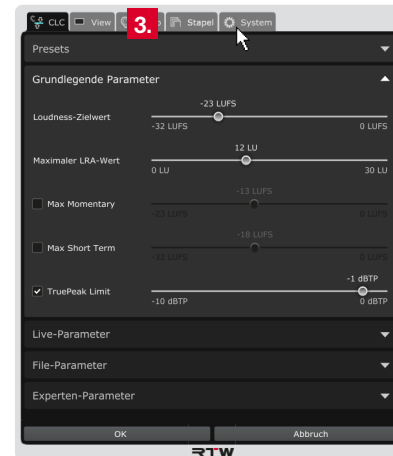 CLC View 3. Stapel System
Presets
Grundlegende Parameter
-23 LUFS
Loudness-Zielwert
-32 LUFS 0 LUFS
12 LU
Maximaler LRA-Wert
0 LU 30 LU
-13 LUFS
Max Momentary
-23 LUFS 0 LUFS
-18 LUFS
Max Short Term
-32 LUFS 0 LUFS
-1 dBTP
TruePeak Limit
-10 dBTP 0 dBTP
Live-Parameter
File-Parameter
Experten-Parameter
OK Abbruch
RTW